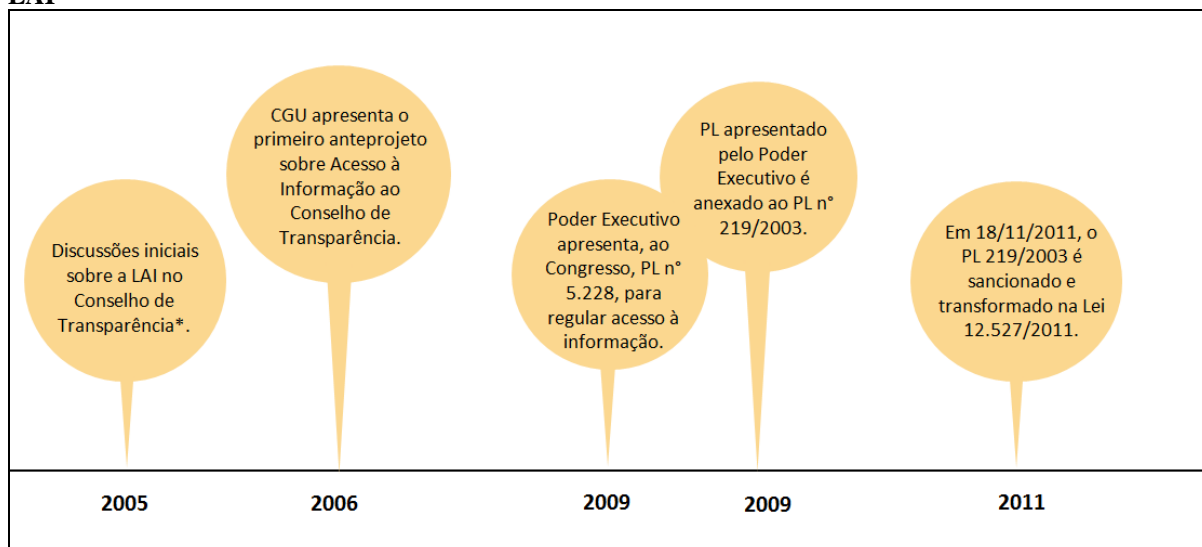 LAI
CGU apresenta o
primeiro anteprojeto
sobre Acesso à
Informação ao
Conselho de
Transparência.
PL apresentado
pelo Poder
Executivo é
anexado ao PL n°
219/2003.
Discussões iniciais
sobre a LAI no
Conselho de
Transparência*.
Poder Executivo
apresenta, ao
Congresso, PL n°
5.228, para
regular acesso à
informação.
Em 18/11/2011, o
PL 219/2003 é
sancionado e
transformado na Lei
12.527/2011.
2005
2006
2009
2009
2011